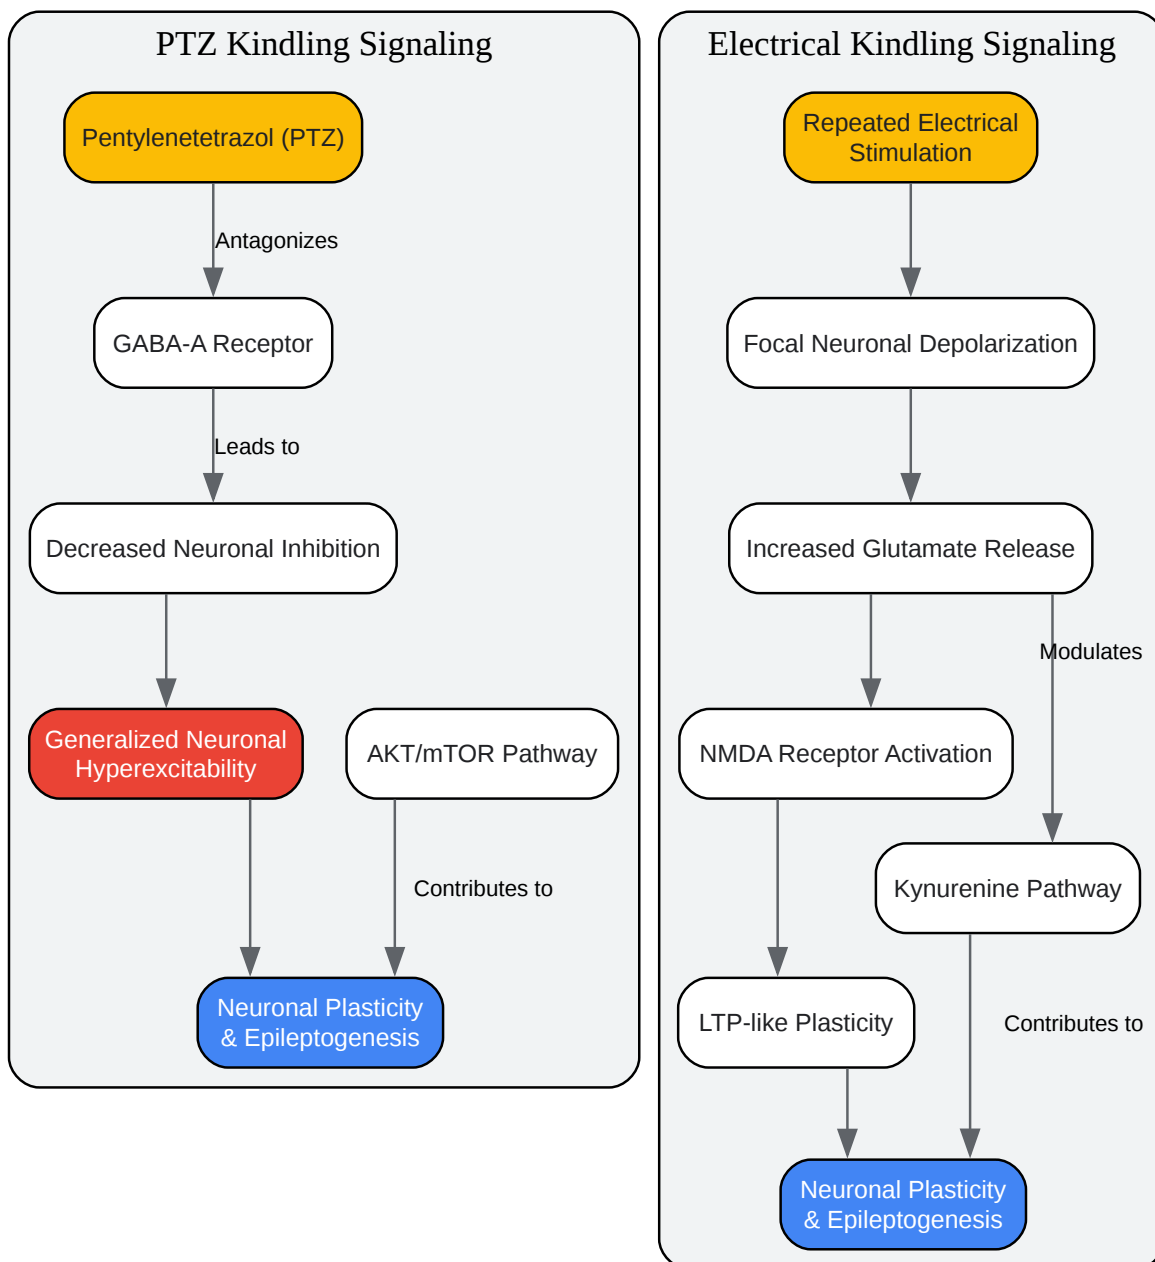 PTZ Kindling Signaling
Pentylenetetrazol (PTZ)
Antagonizes
GABA-A Receptor
Leads to
Decreased Neuronal Inhibition
Generalized Neuronal
Hyperexcitability
AKT/mTOR Pathway
Contributes to
Neuronal Plasticity
& Epileptogenesis
Electrical Kindling Signaling
Repeated Electrical
Stimulation
Focal Neuronal Depolarization
Increased Glutamate Release
Modulates
NMDA Receptor Activation
Kynurenine Pathway
LTP-like Plasticity
Contributes to
Neuronal Plasticity
& Epileptogenesis